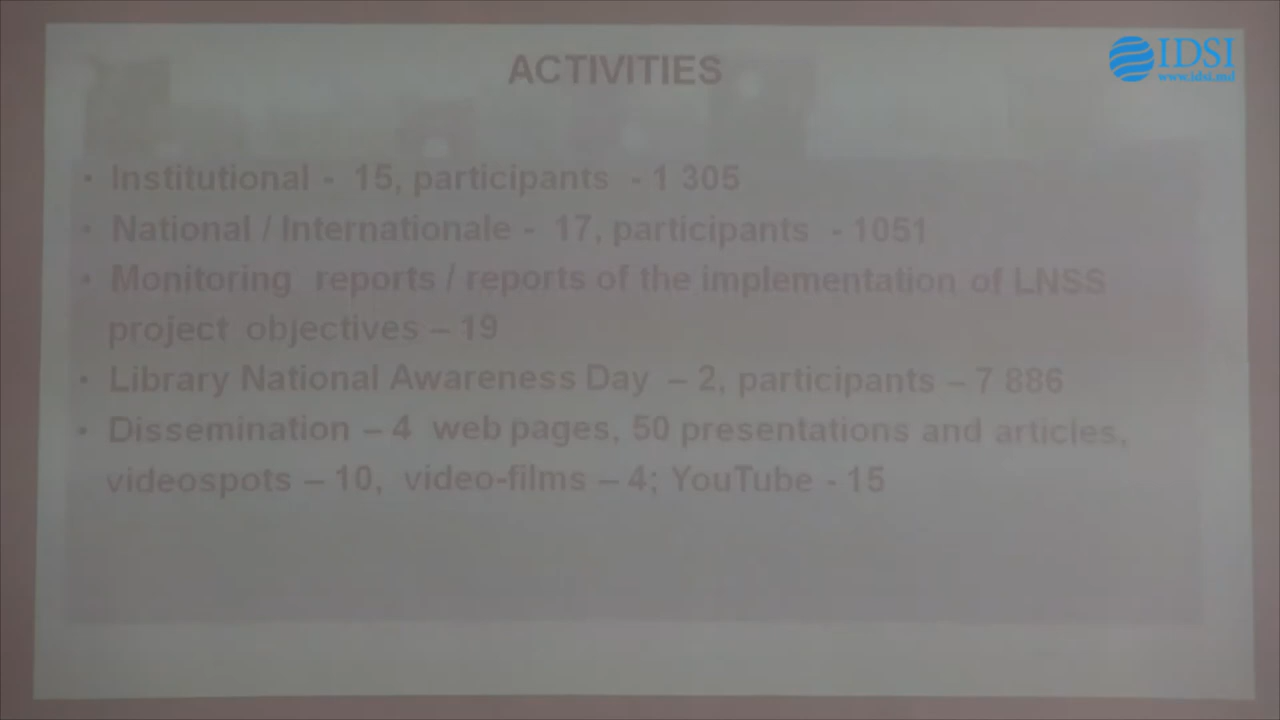 ACTIVITIES
IDSI
www.idsi.md
• Institutional - 15, participants - 1 305
• National / Internationale - 17, participants - 1051
• Monitoring reports / reports of the implementation of LNSS
project objectives – 19
• Library National Awareness Day – 2, participants – 7 886
• Dissemination – 4 web pages, 50 presentations and articles,
videospots – 10, video-films – 4; YouTube - 15